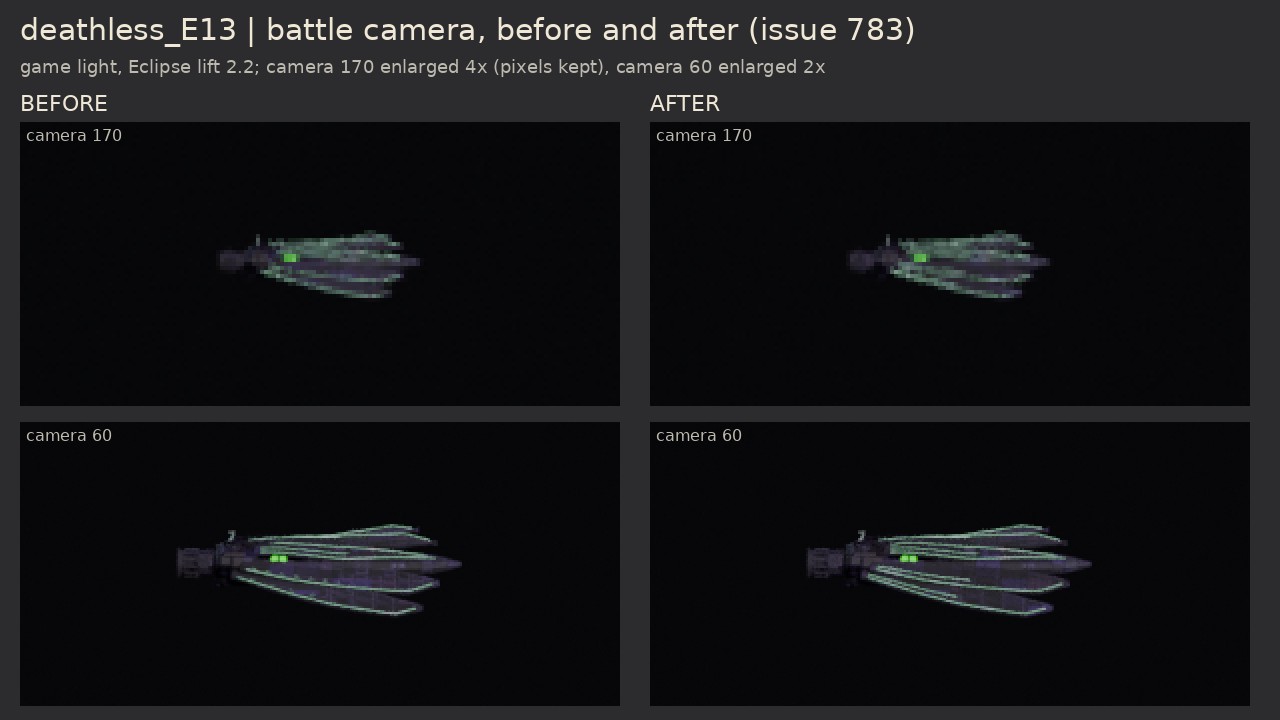 deathless_E13 | battle camera, before and after (issue 783)
game light, Eclipse lift 2.2; camera 170 enlarged 4x (pixels kept), camera 60 enlarged 2x
BEFORE
AFTER
camera 170
camera 170
camera 60
camera 60